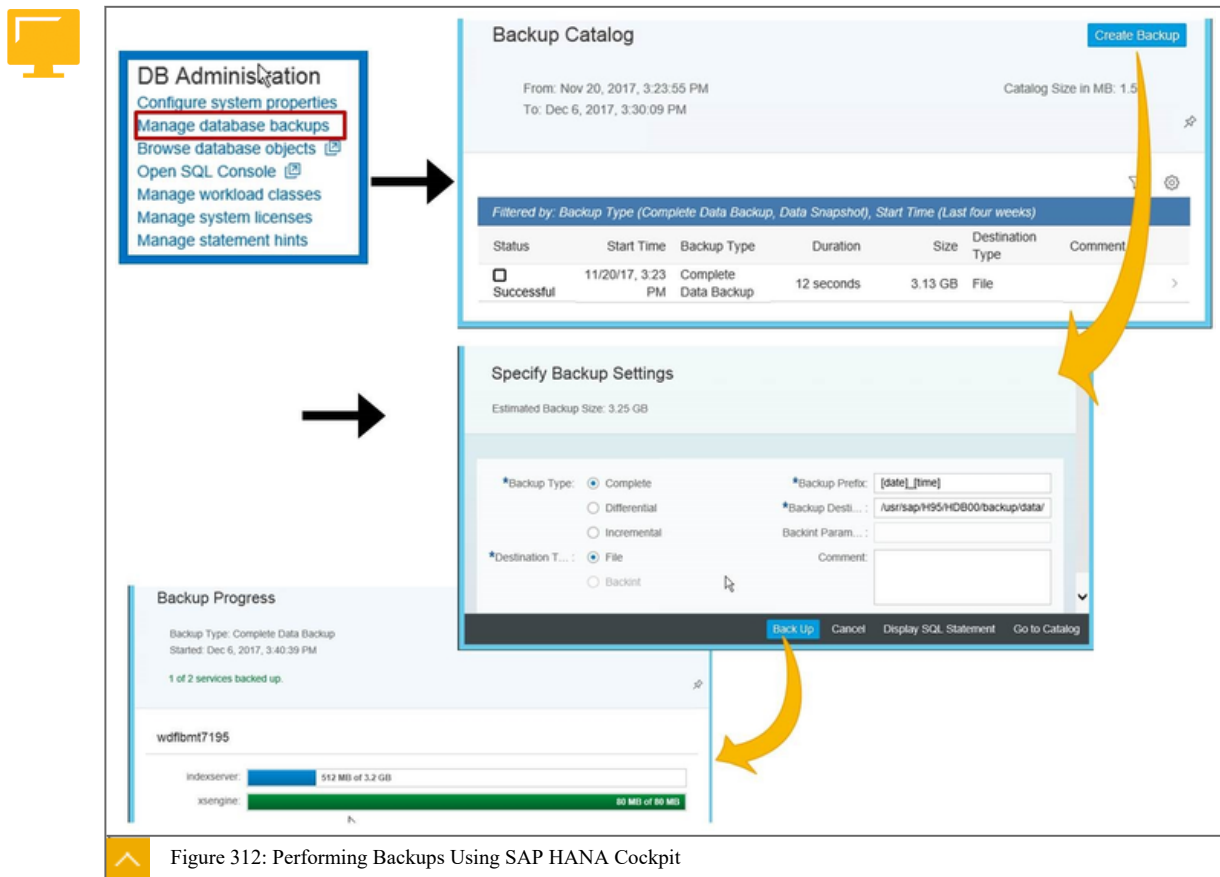 DB Administration
Configure system properties
Manage database backups
Browse database objects
Open SQL Console
Manage workload classes
Manage system licenses
Manage statement hints
Backup Catalog
Create Backup
From: Nov 20, 2017, 3:23:55 PM
To: Dec 6, 2017, 3:30:09 PM
Catalog Size in MB: 1.5
Filtered by: Backup Type (Complete Data Backup, Data Snapshot), Start Time (Last four weeks)
Status Start Time Backup Type Duration Size Destination Type Comment
Successful 11/20/17, 3:23 PM Complete Data Backup 12 seconds 3.13 GB File
Specify Backup Settings
Estimated Backup Size: 3.25 GB
*Backup Type: Complete
Differential
Incremental
*Destination T... : File
Backint
*Backup Prefix: [date]_[time]
*Backup Desti... : /usr/sap/H95/HDB00/backup/data/
Backint Param... :
Comment:
Back Up Cancel Display SQL Statement Go to Catalog
Backup Progress
Backup Type: Complete Data Backup
Started: Dec 6, 2017, 3:40:39 PM
1 of 2 services backed up.
wdflbmt7195
indexserver: 512 MB of 3.2 GB
xsengine: 80 MB of 80 MB
Figure 312: Performing Backups Using SAP HANA Cockpit